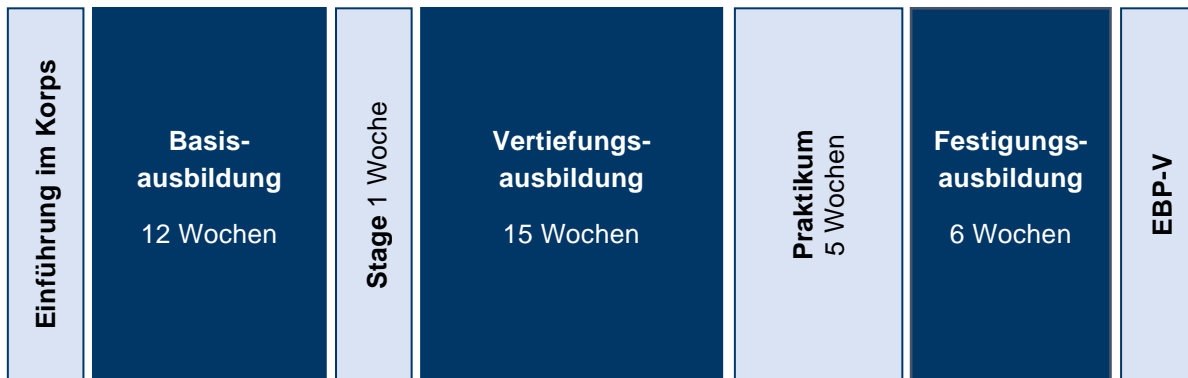 Einführung im Korps
Basis-
ausbildung
12 Wochen
Stage 1 Woche
Vertiefungs-
ausbildung
15 Wochen
Praktikum
5 Wochen
Festigungs-
ausbildung
6 Wochen
EBP-V